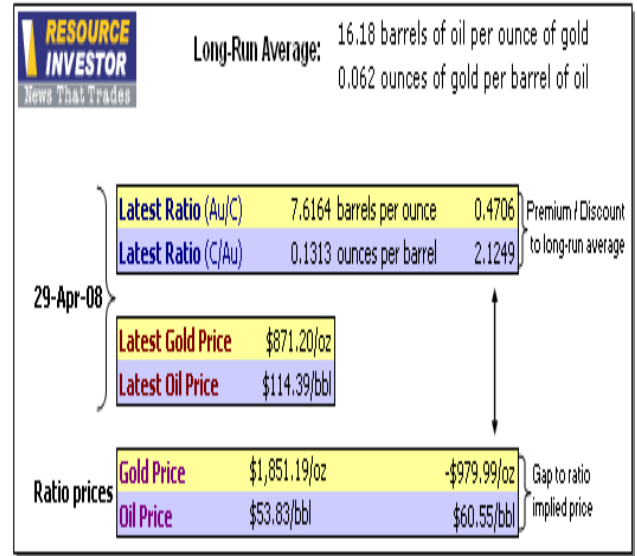 RESOURCE
INVESTOR
News That Trades
Long-Run Average:
16.18 barrels of oil per ounce of gold
0.062 ounces of gold per barrel of oil
Latest Ratio (Au/C) 7.6164 barrels per ounce 0.4706
Latest Ratio (C/Au) 0.1313 ounces per barrel 2.1249
Premium / Discount
to long-run average
29-Apr-08
Latest Gold Price $871.20/oz
Latest Oil Price $114.39/bbl
Ratio prices
Gold Price $1,851.19/oz -$979.99/oz
Oil Price $53.83/bbl $60.55/bbl
Gap to ratio
implied price